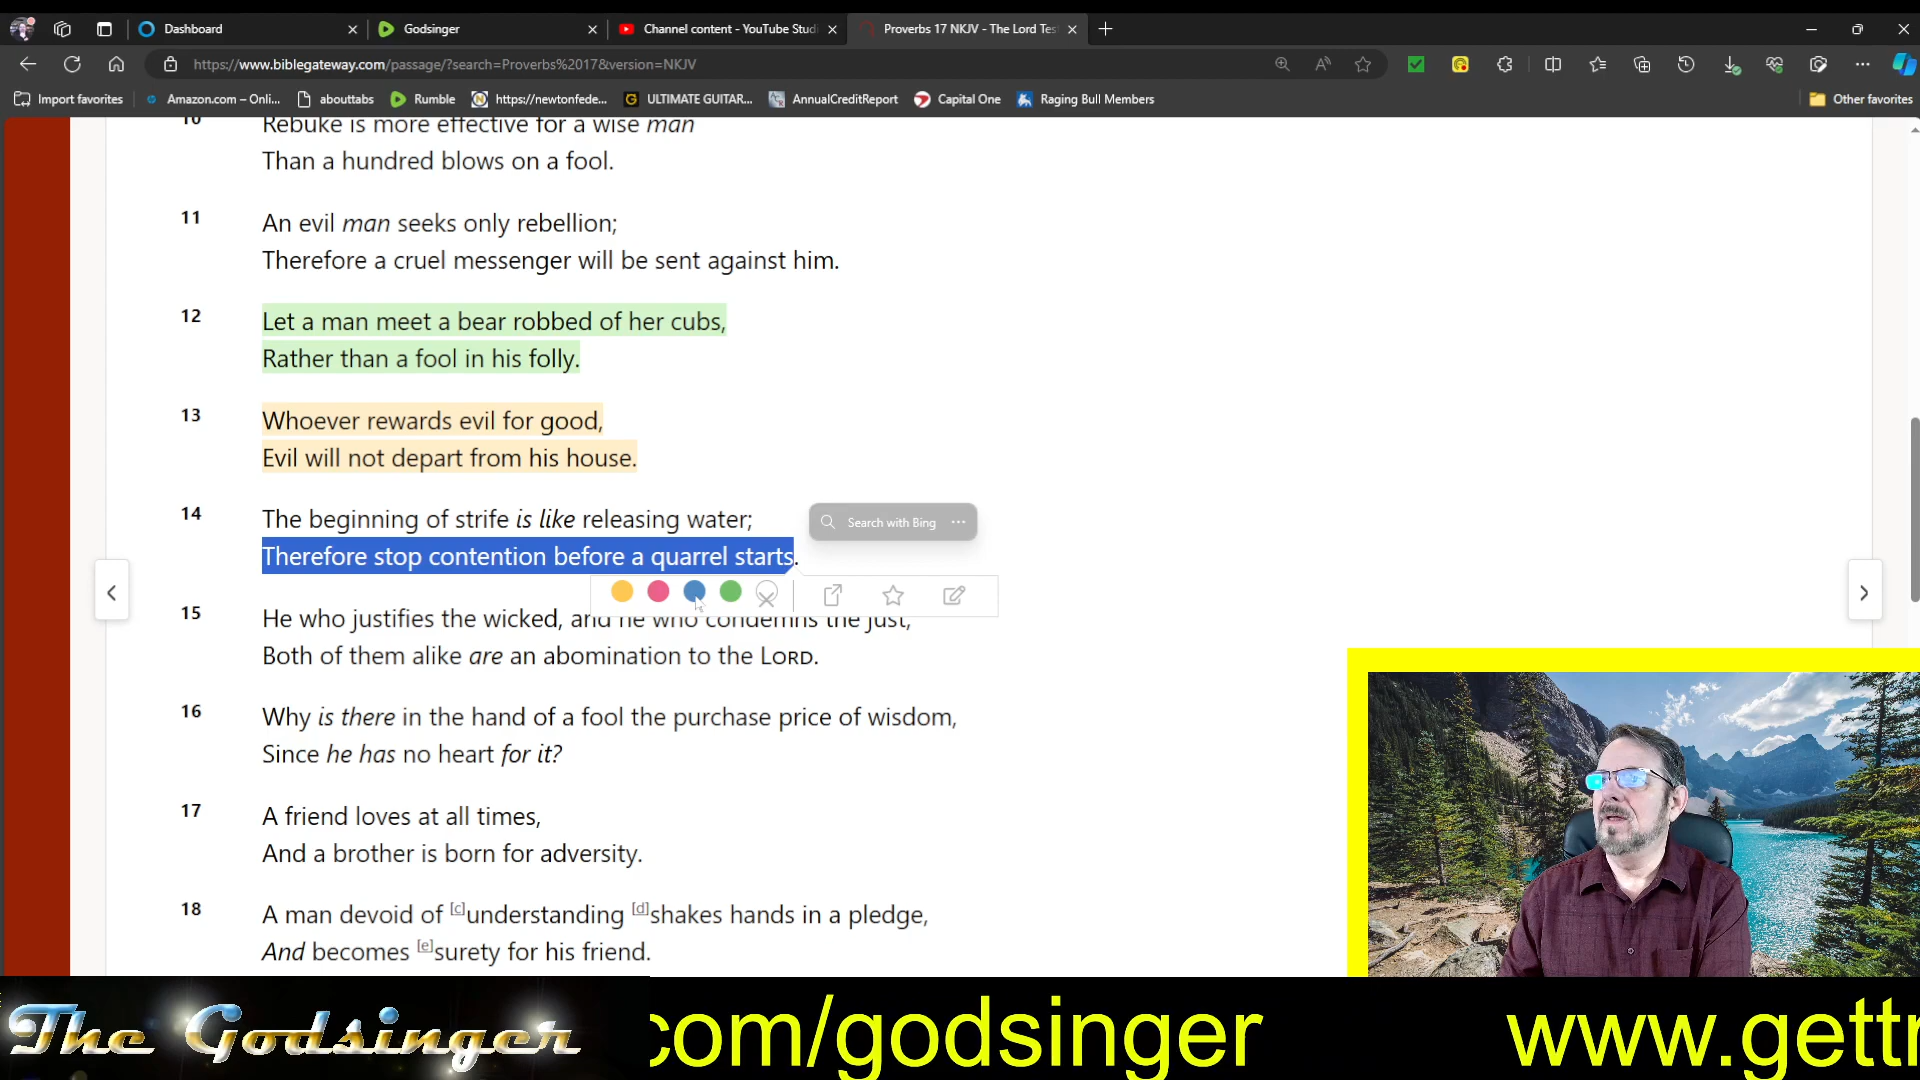 Dashboard
Godsinger
Channel content - YouTube Studi
Proverbs 17 NKJV - The Lord Tes
https://www.biblegateway.com/passage/?search=Proverbs%2017&version=NKJV
Import favorites
Amazon.com – Onli...
abouttabs
Rumble
https://newtonfede...
ULTIMATE GUITAR...
AnnualCreditReport
Capital One
Raging Bull Members
Other favorites
10 Rebuke is more effective for a wise man
Than a hundred blows on a fool.
11 An evil man seeks only rebellion;
Therefore a cruel messenger will be sent against him.
12 Let a man meet a bear robbed of her cubs,
Rather than a fool in his folly.
13 Whoever rewards evil for good,
Evil will not depart from his house.
14 The beginning of strife is like releasing water;
Search with Bing
Therefore stop contention before a quarrel starts.
15 He who justifies the wicked, and he who condemns the just,
Both of them alike are an abomination to the LORD.
16 Why is there in the hand of a fool the purchase price of wisdom,
Since he has no heart for it?
17 A friend loves at all times,
And a brother is born for adversity.
18 A man devoid of [c]understanding [d]shakes hands in a pledge,
And becomes [e]surety for his friend.
The Godsinger
com/godsinger
www.gettr